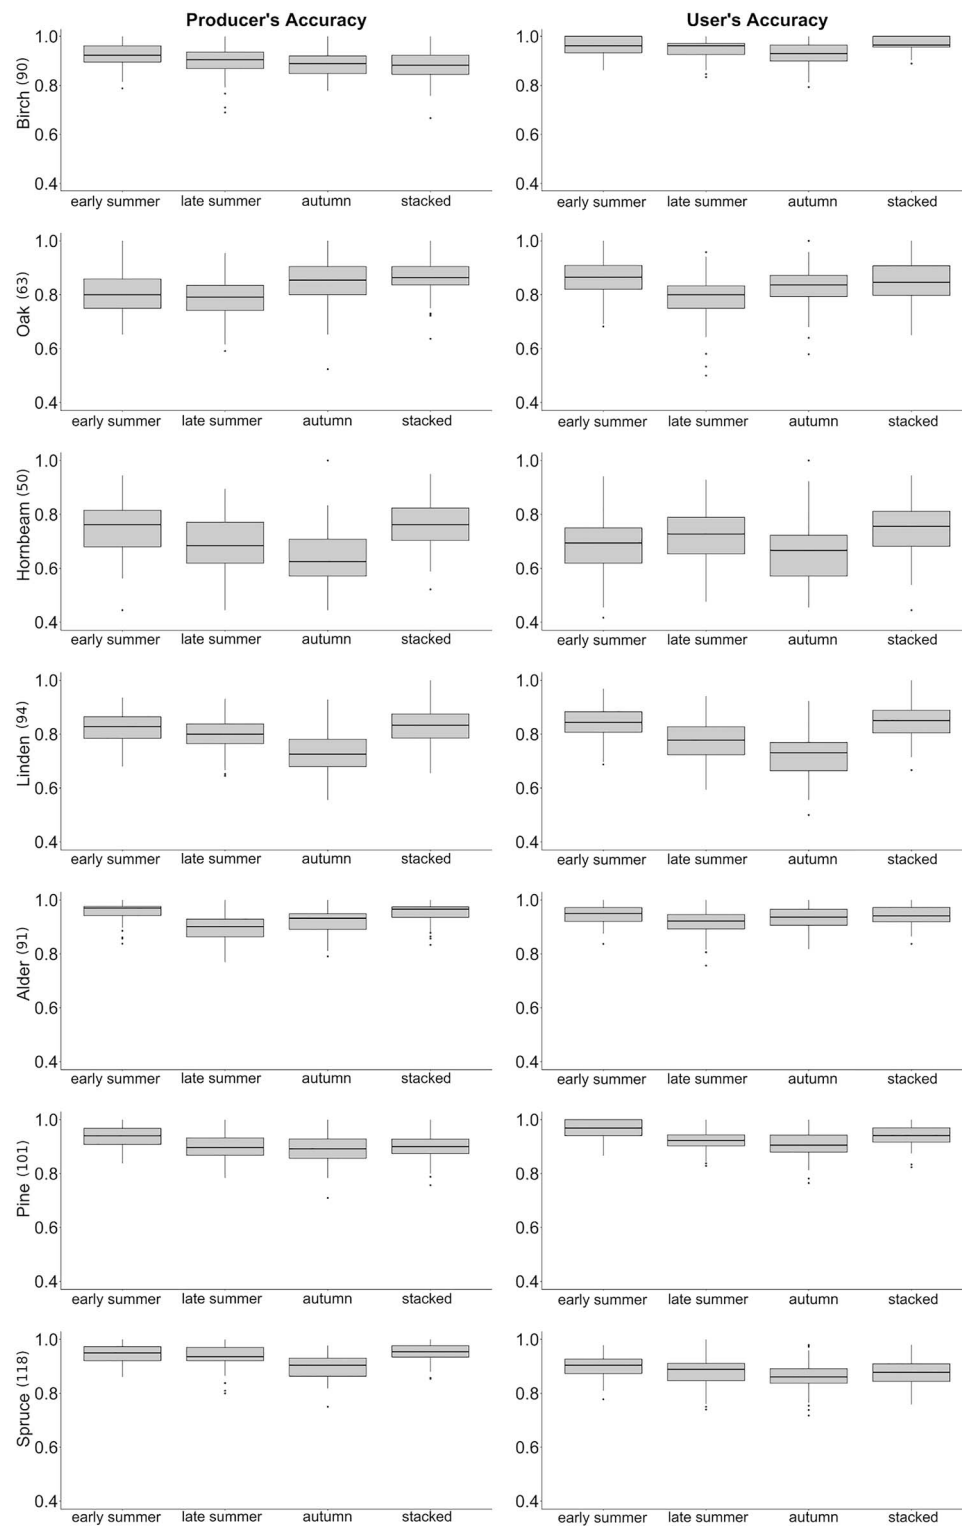 Producer's Accuracy User's Accuracy
Birch (90)
1.0 1.0
0.8 0.8
0.6 0.6
0.4 0.4
early summer late summer autumn stacked early summer late summer autumn stacked
Oak (63)
1.0 1.0
0.8 0.8
0.6 0.6
0.4 0.4
early summer late summer autumn stacked early summer late summer autumn stacked
Hornbeam (50)
1.0 1.0
0.8 0.8
0.6 0.6
0.4 0.4
early summer late summer autumn stacked early summer late summer autumn stacked
Linden (94)
1.0 1.0
0.8 0.8
0.6 0.6
0.4 0.4
early summer late summer autumn stacked early summer late summer autumn stacked
Alder (91)
1.0 1.0
0.8 0.8
0.6 0.6
0.4 0.4
early summer late summer autumn stacked early summer late summer autumn stacked
Pine (101)
1.0 1.0
0.8 0.8
0.6 0.6
0.4 0.4
early summer late summer autumn stacked early summer late summer autumn stacked
Spruce (118)
1.0 1.0
0.8 0.8
0.6 0.6
0.4 0.4
early summer late summer autumn stacked early summer late summer autumn stacked